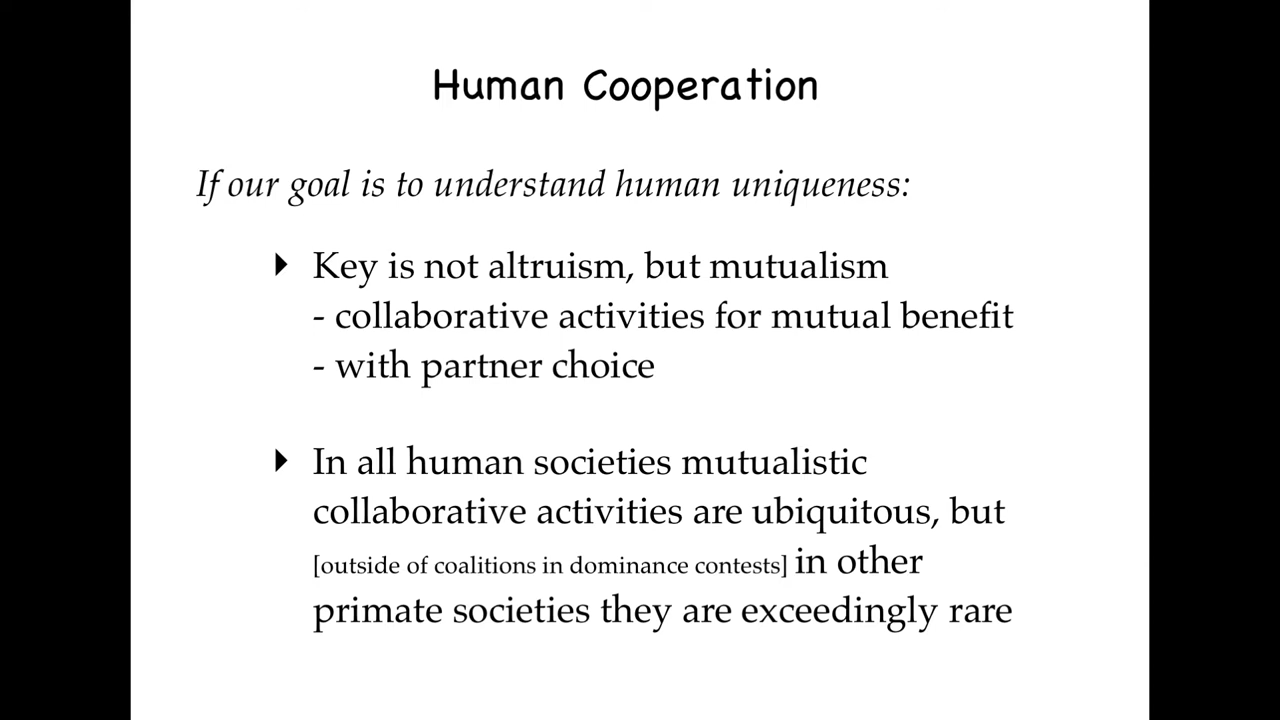 Human Cooperation
If our goal is to understand human uniqueness:
Key is not altruism, but mutualism
- collaborative activities for mutual benefit
- with partner choice
In all human societies mutualistic
collaborative activities are ubiquitous, but
[outside of coalitions in dominance contests] in other
primate societies they are exceedingly rare